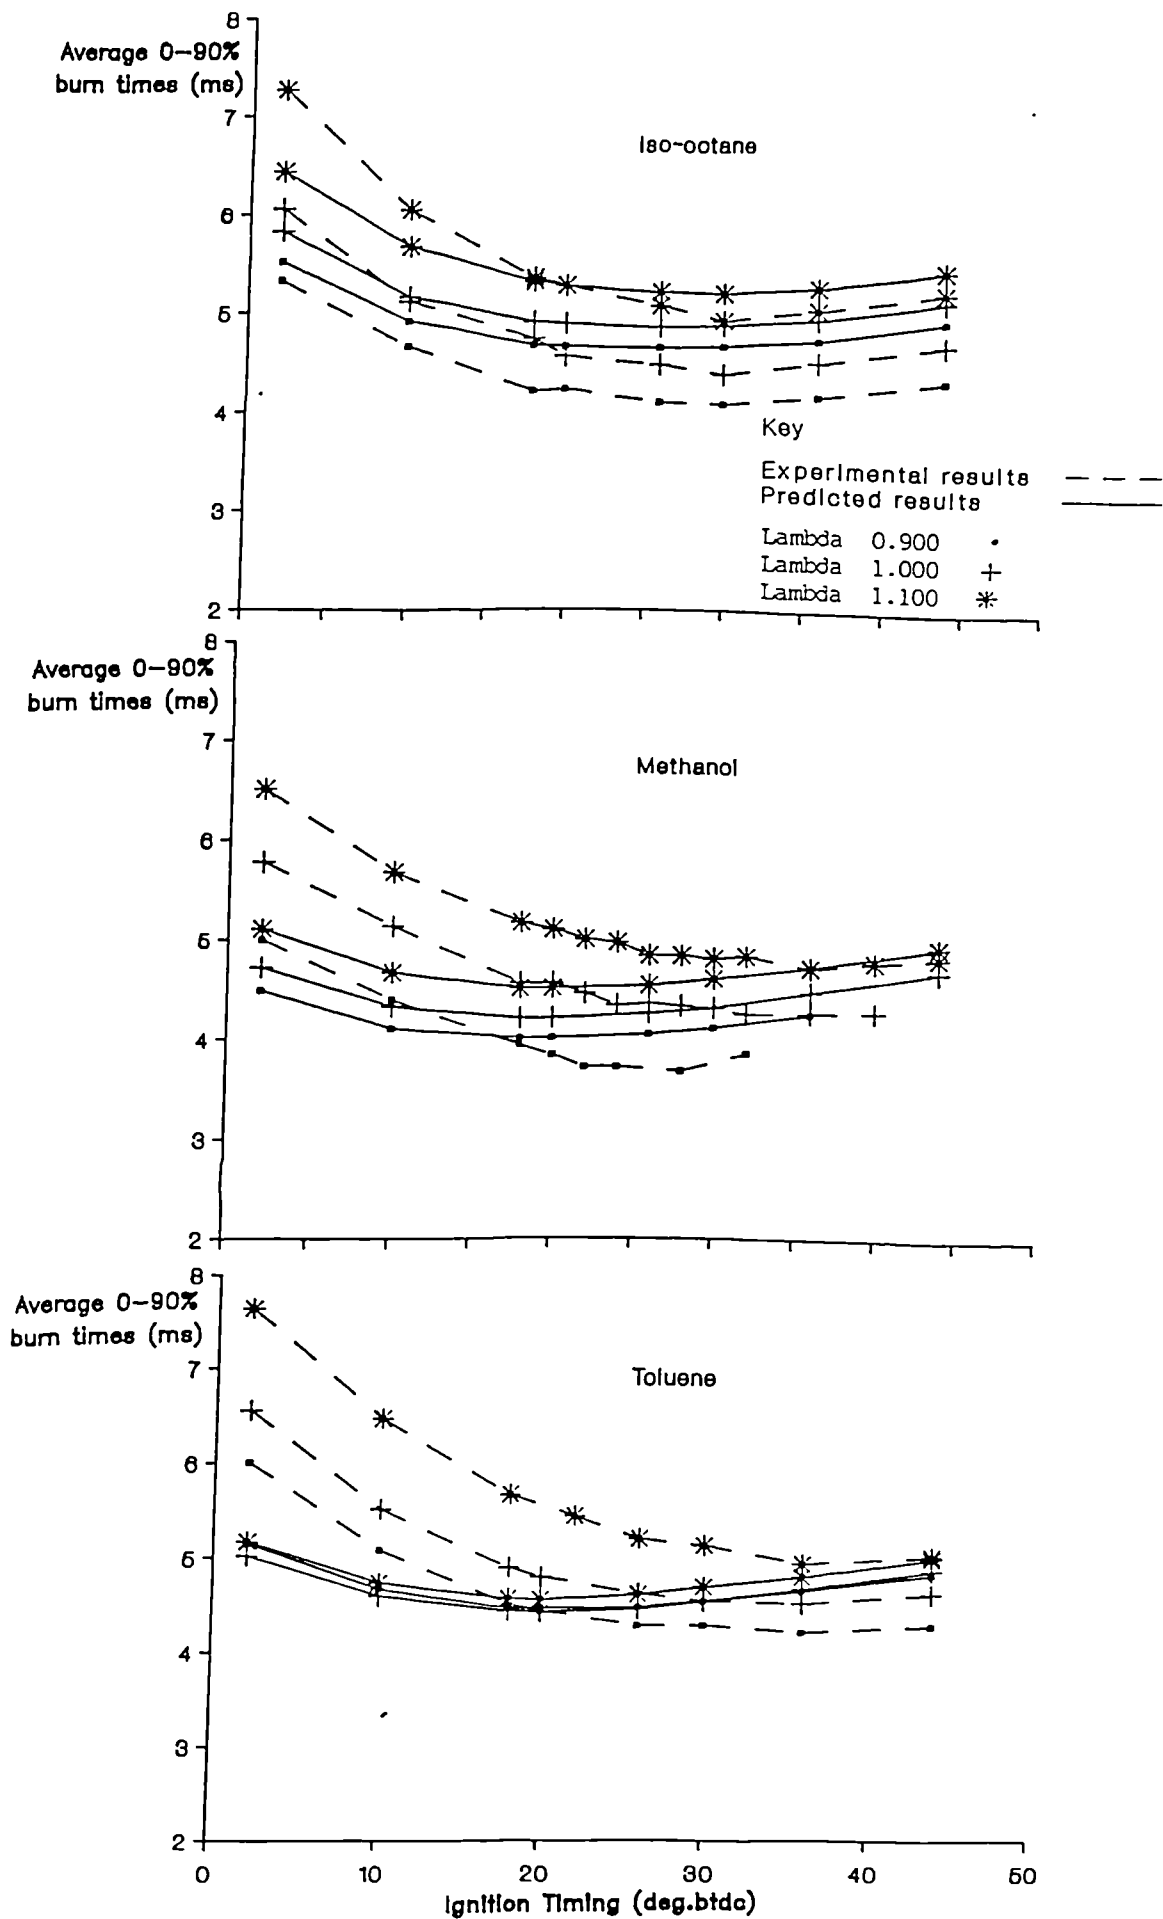 8
Average 0-90%
burn times (ms)
7
Iso-octane
6
5
4
Key
Experimental results
Predicted results
3
Lambda 0.900
Lambda 1.000
Lambda 1.100
2
8
Average 0-90%
burn times (ms)
7
Methanol
6
5
4
3
2
8
Average 0-90%
burn times (ms)
7
Toluene
6
5
4
3
2
0 10 20 30 40 50
Ignition Timing (deg.btdc)